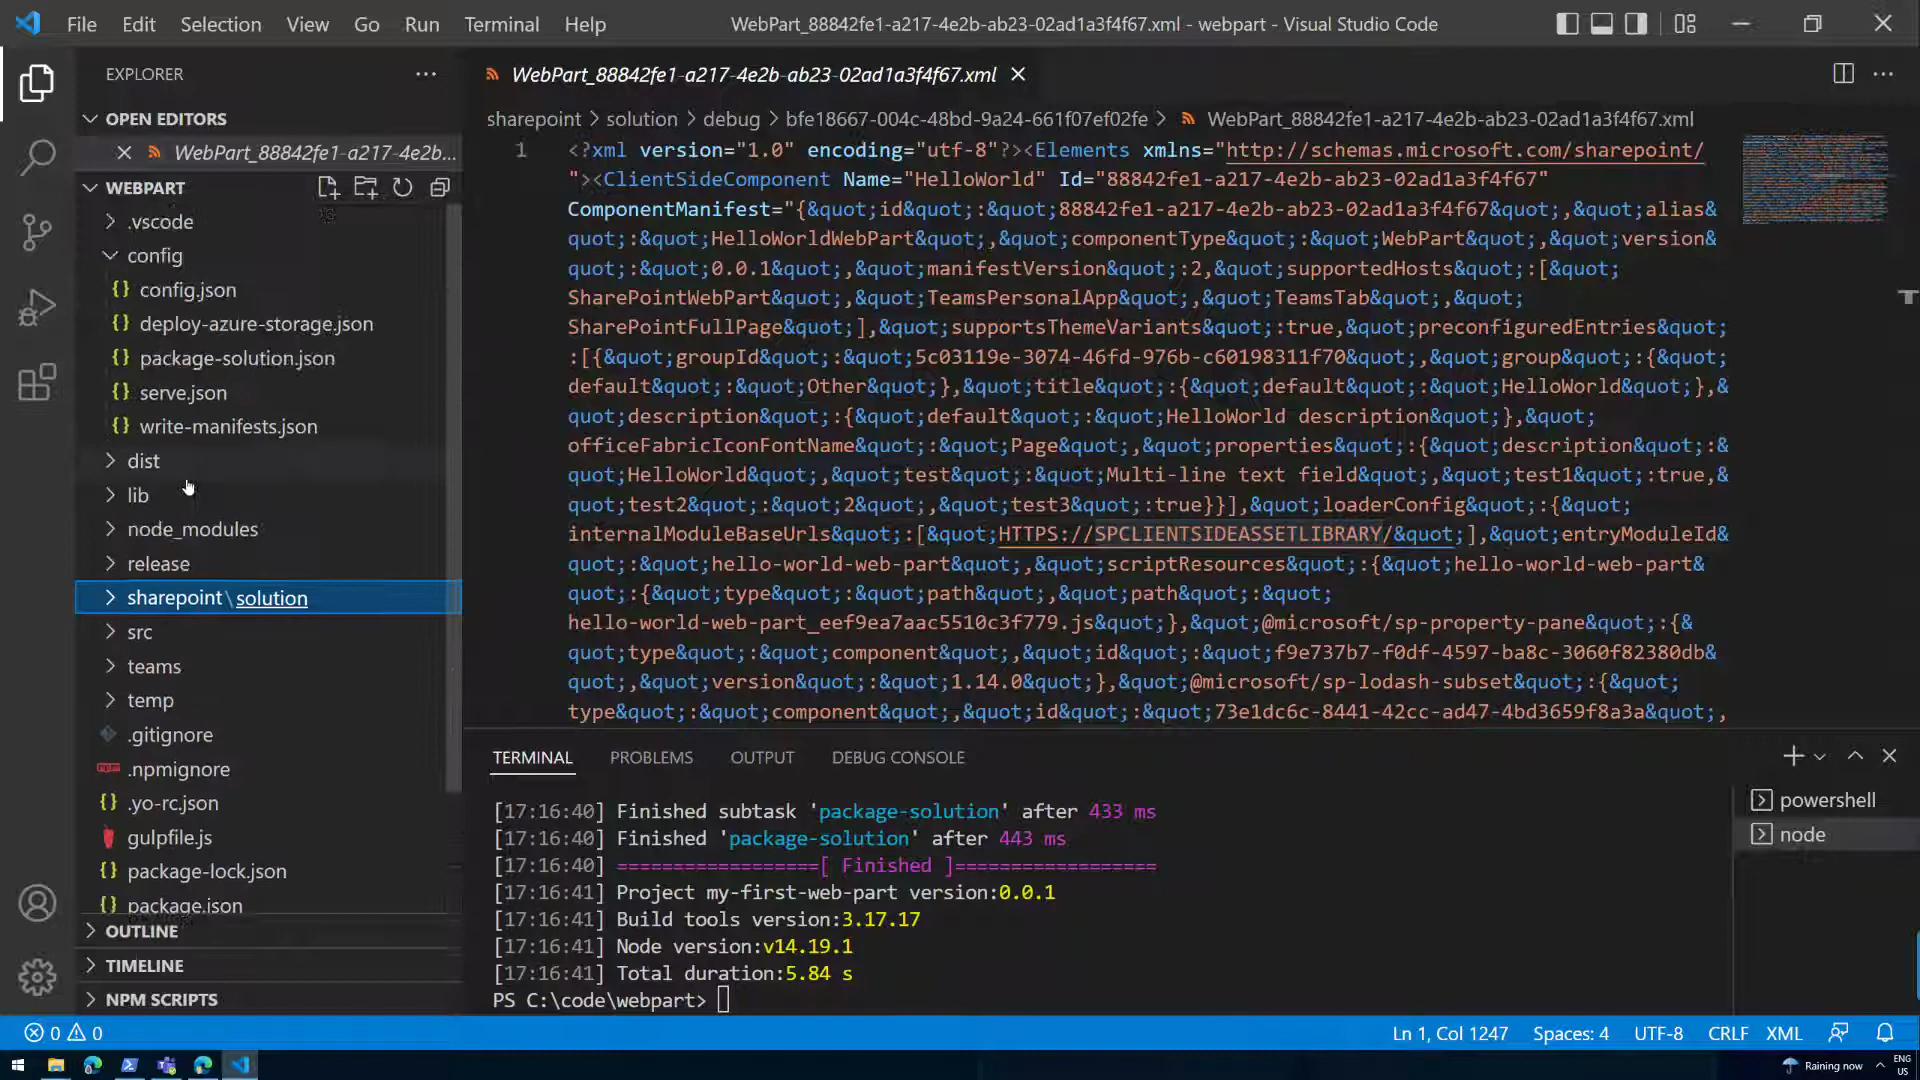 File Edit Selection View Go Run Terminal Help
WebPart_88842fe1-a217-4e2b-ab23-02ad1a3f4f67.xml - webpart - Visual Studio Code
EXPLORER
OPEN EDITORS
WebPart_88842fe1-a217-4e2b...
WEBPART
.vscode
config
config.json
deploy-azure-storage.json
package-solution.json
serve.json
write-manifests.json
dist
lib
node_modules
release
sharepoint\solution
src
teams
temp
.gitignore
.npmignore
.yo-rc.json
gulpfile.js
package-lock.json
package.json
OUTLINE
TIMELINE
NPM SCRIPTS
WebPart_88842fe1-a217-4e2b-ab23-02ad1a3f4f67.xml
sharepoint > solution > debug > bfe18667-004c-48bd-9a24-661f07ef02fe > WebPart_88842fe1-a217-4e2b-ab23-02ad1a3f4f67.xml
1 <?xml version="1.0" encoding="utf-8"?><Elements xmlns="http://schemas.microsoft.com/sharepoint/
"><ClientSideComponent Name="HelloWorld" Id="88842fe1-a217-4e2b-ab23-02ad1a3f4f67"
ComponentManifest="{&quot;id&quot;:&quot;88842fe1-a217-4e2b-ab23-02ad1a3f4f67&quot;,&quot;alias&
quot;:&quot;HelloWorldWebPart&quot;,&quot;componentType&quot;:&quot;WebPart&quot;,&quot;version&
quot;:&quot;0.0.1&quot;,&quot;manifestVersion&quot;:2,&quot;supportedHosts&quot;:[&quot;
SharePointWebPart&quot;,&quot;TeamsPersonalApp&quot;,&quot;TeamsTab&quot;,&quot;
SharePointFullPage&quot;],&quot;supportsThemeVariants&quot;:true,&quot;preconfiguredEntries&quot;
:[{&quot;groupId&quot;:&quot;5c03119e-3074-46fd-976b-c60198311f70&quot;,&quot;group&quot;:{&quot;
default&quot;:&quot;Other&quot;},&quot;title&quot;:{&quot;default&quot;:&quot;HelloWorld&quot;},&
quot;description&quot;:{&quot;default&quot;:&quot;HelloWorld description&quot;},&quot;
officeFabricIconFontName&quot;:&quot;Page&quot;,&quot;properties&quot;:{&quot;description&quot;:&
quot;HelloWorld&quot;,&quot;test&quot;:&quot;Multi-line text field&quot;,&quot;test1&quot;:true,&
quot;test2&quot;:&quot;2&quot;,&quot;test3&quot;:true}}],&quot;loaderConfig&quot;:{&quot;
internalModuleBaseUrls&quot;:[&quot;HTTPS://SPCLIENTSIDEASSETLIBRARY/&quot;],&quot;entryModuleId&
quot;:&quot;hello-world-web-part&quot;,&quot;scriptResources&quot;:{&quot;hello-world-web-part&
quot;:{&quot;type&quot;:&quot;path&quot;,&quot;path&quot;:&quot;
hello-world-web-part_eef9ea7aac5510c3f779.js&quot;},&quot;@microsoft/sp-property-pane&quot;:{&
quot;type&quot;:&quot;component&quot;,&quot;id&quot;:&quot;f9e737b7-f0df-4597-ba8c-3060f82380db&
quot;,&quot;version&quot;:&quot;1.14.0&quot;},&quot;@microsoft/sp-lodash-subset&quot;:{&quot;
type&quot;:&quot;component&quot;,&quot;id&quot;:&quot;73e1dc6c-8441-42cc-ad47-4bd3659f8a3a&quot;,
TERMINAL PROBLEMS OUTPUT DEBUG CONSOLE
[17:16:40] Finished subtask 'package-solution' after 433 ms
[17:16:40] Finished 'package-solution' after 443 ms
[17:16:40] ==================[ Finished ]==================
[17:16:41] Project my-first-web-part version:0.0.1
[17:16:41] Build tools version:3.17.17
[17:16:41] Node version:v14.19.1
[17:16:41] Total duration:5.84 s
PS C:\code\webpart>
powershell
node
0 0
Ln 1, Col 1247 Spaces: 4 UTF-8 CRLF XML
Raining now
ENG
US